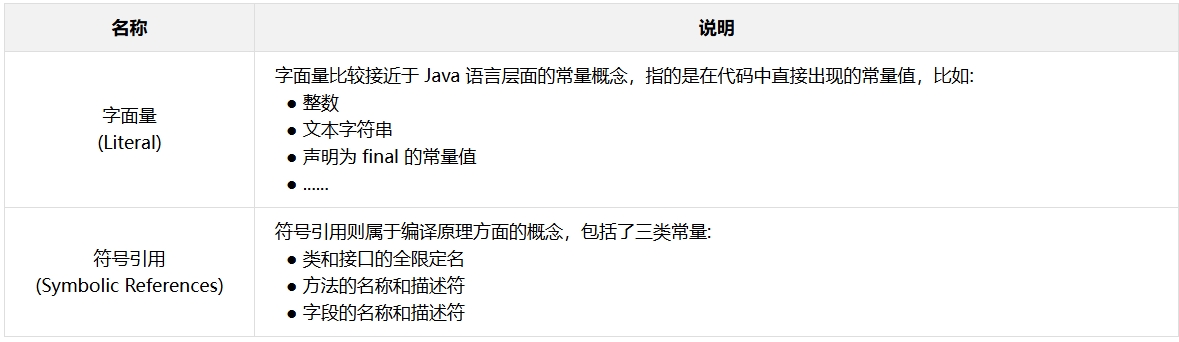 名称 说明
字面量
(Literal)
字面量比较接近于 Java 语言层面的常量概念，指的是在代码中直接出现的常量值，比如:
● 整数
● 文本字符串
● 声明为 final 的常量值
● ......
符号引用
(Symbolic References)
符号引用则属于编译原理方面的概念，包括了三类常量:
● 类和接口的全限定名
● 方法的名称和描述符
● 字段的名称和描述符